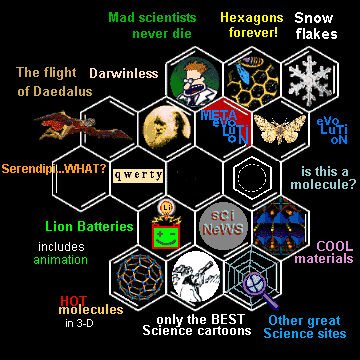 Mad scientists
never die
Hexagons
forever!
Snow
flakes
The flight
of Daedalus
Darwinless
META
eVo
LuTi
oN
eVo
LuTi
oN
Serendipi...WHAT?
qwerty
is this a
molecule?
Lion Batteries
includes
animation
Li
sci
NeWS
COOL
materials
HOT
molecules
in 3-D
only the BEST
Science cartoons
Other great
Science sites